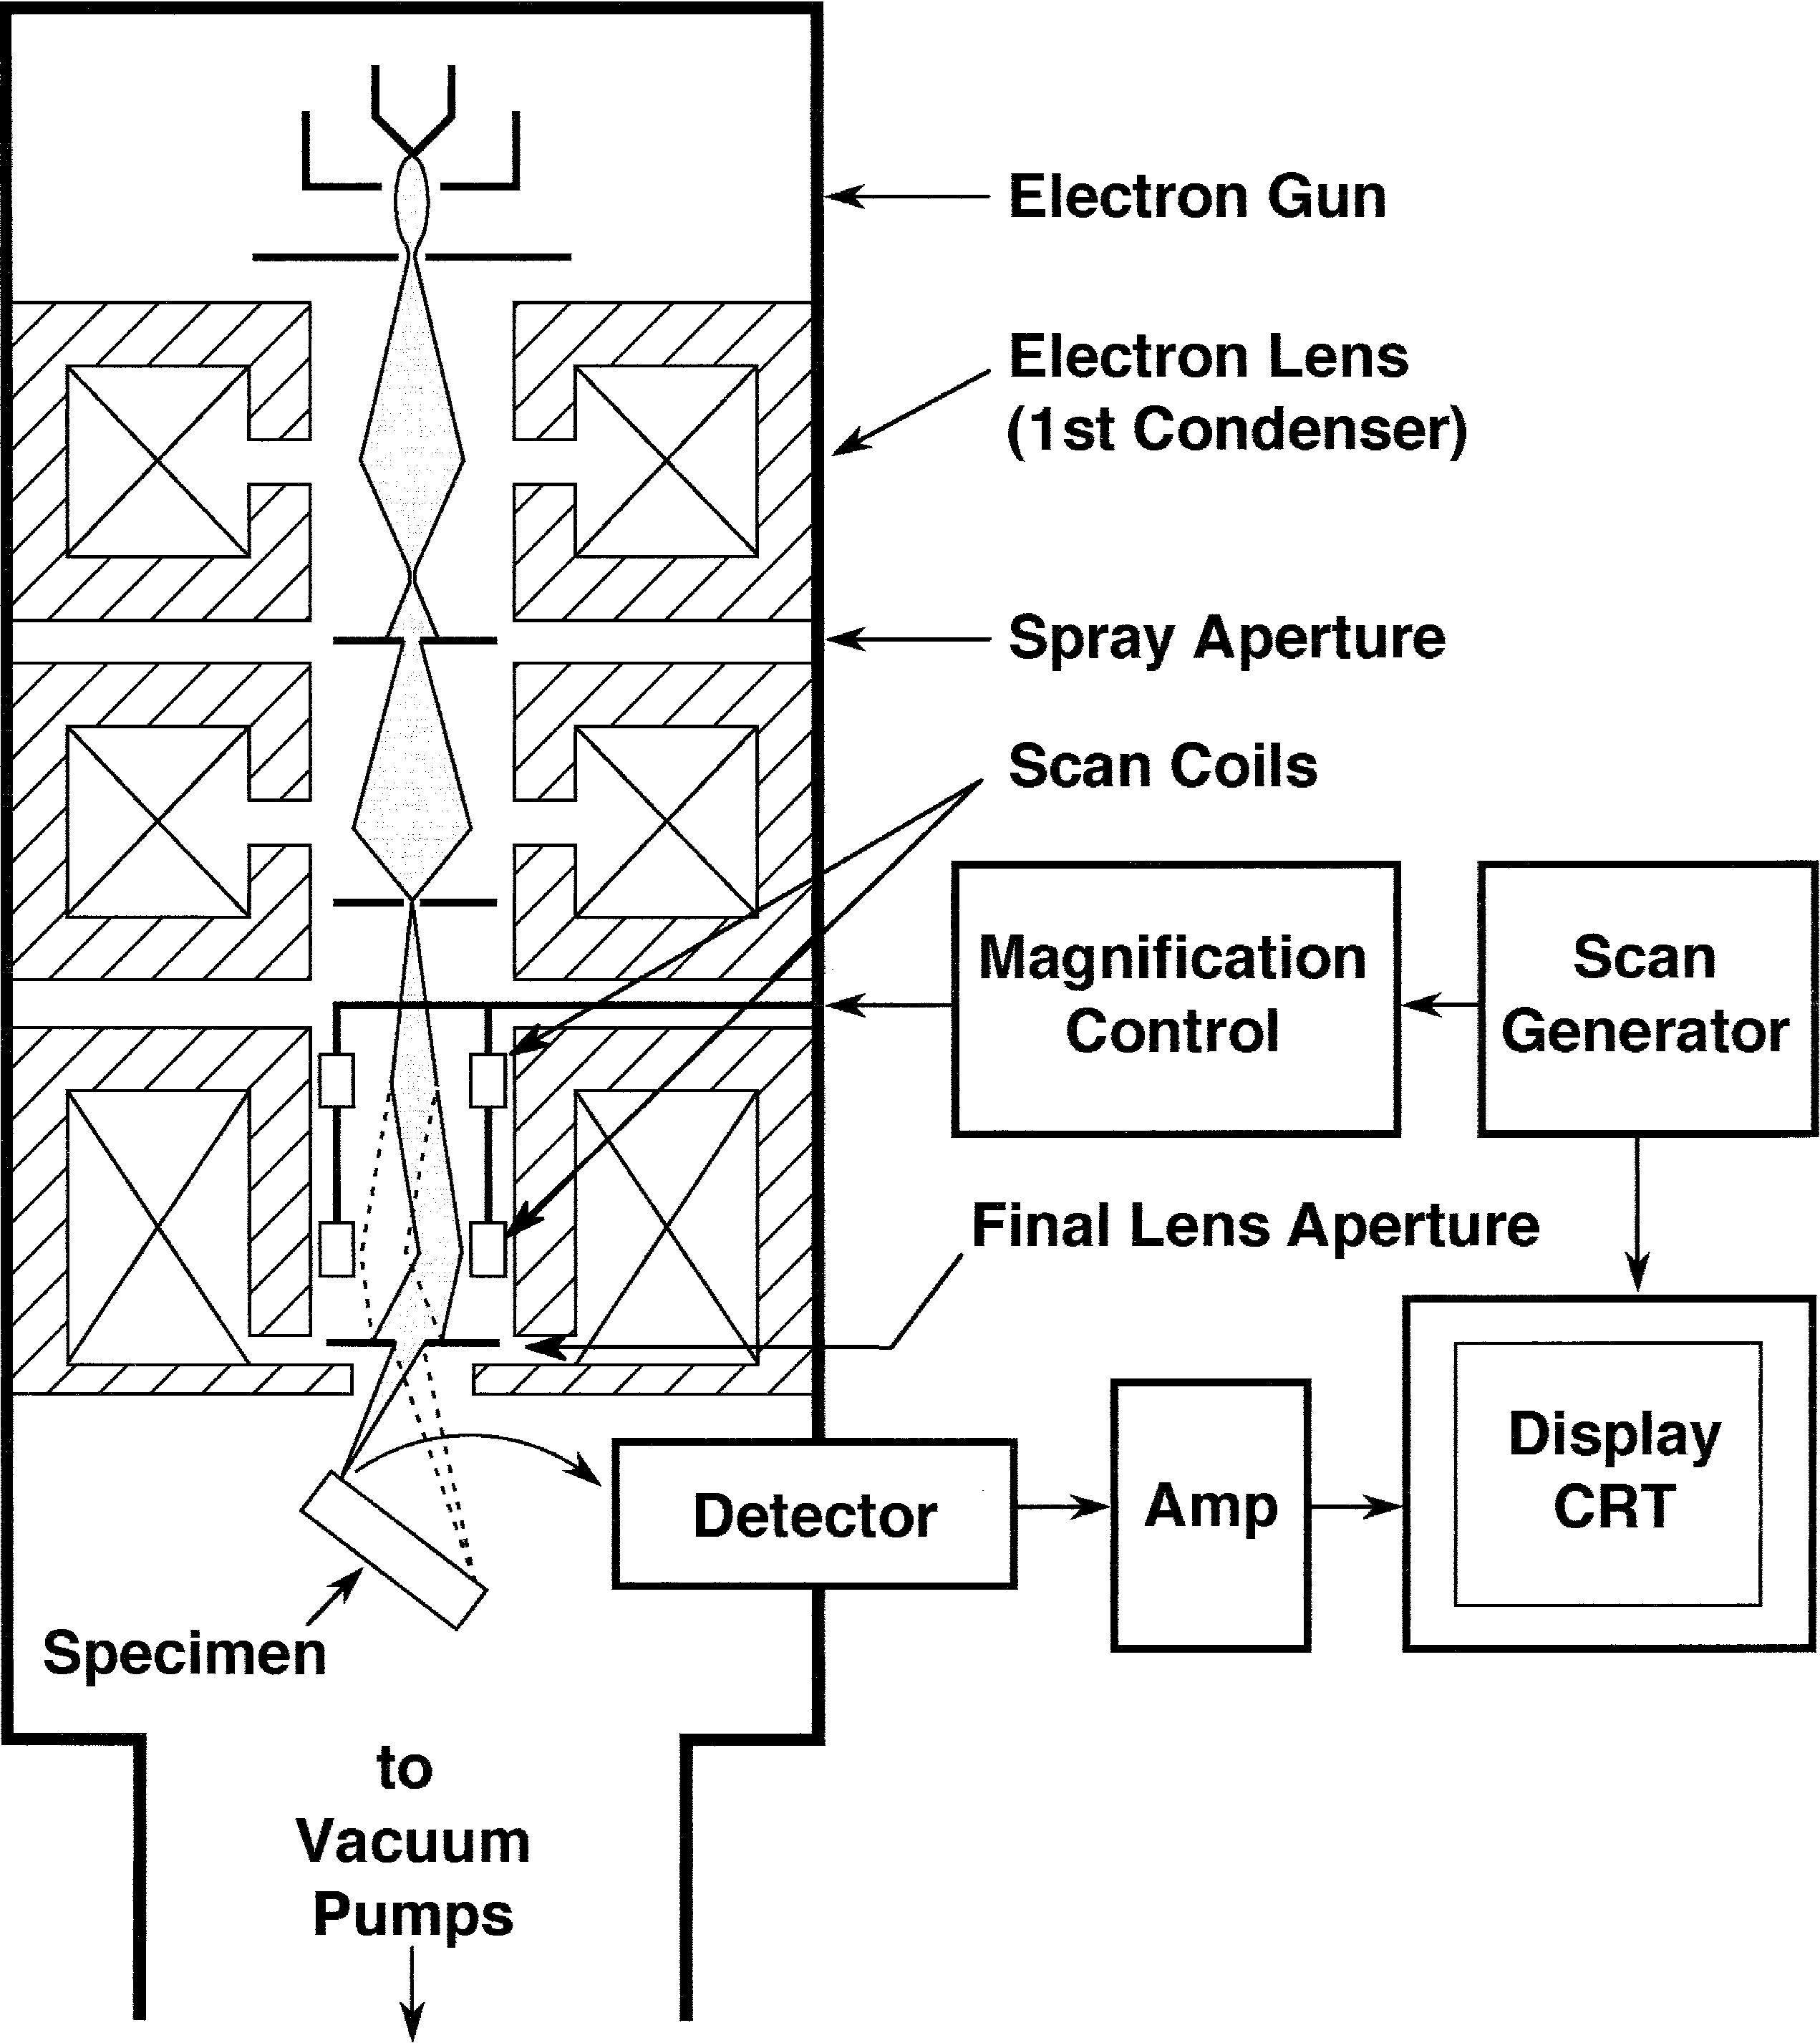 Electron Gun
Electron Lens
(1st Condenser)
Spray Aperture
Scan Coils
Magnification
Control
Scan
Generator
Final Lens Aperture
Display
CRT
Detector
Amp
Specimen
to
Vacuum
Pumps